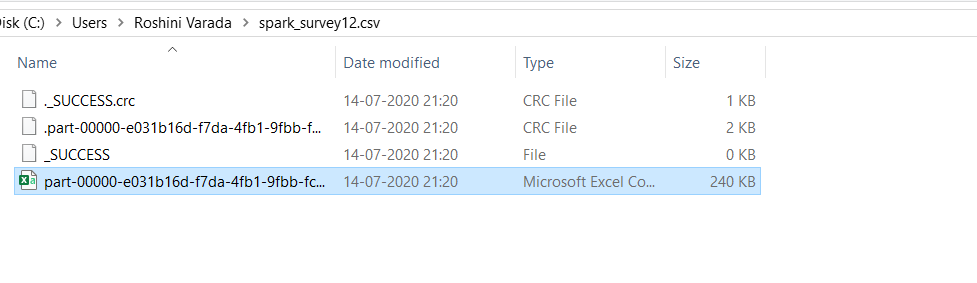 Disk (C:) > Users > Roshini Varada > spark_survey12.csv
Name Date modified Type Size
._SUCCESS.crc 14-07-2020 21:20 CRC File 1 KB
.part-00000-e031b16d-f7da-4fb1-9fbb-f... 14-07-2020 21:20 CRC File 2 KB
_SUCCESS 14-07-2020 21:20 File 0 KB
part-00000-e031b16d-f7da-4fb1-9fbb-fc... 14-07-2020 21:20 Microsoft Excel Co... 240 KB